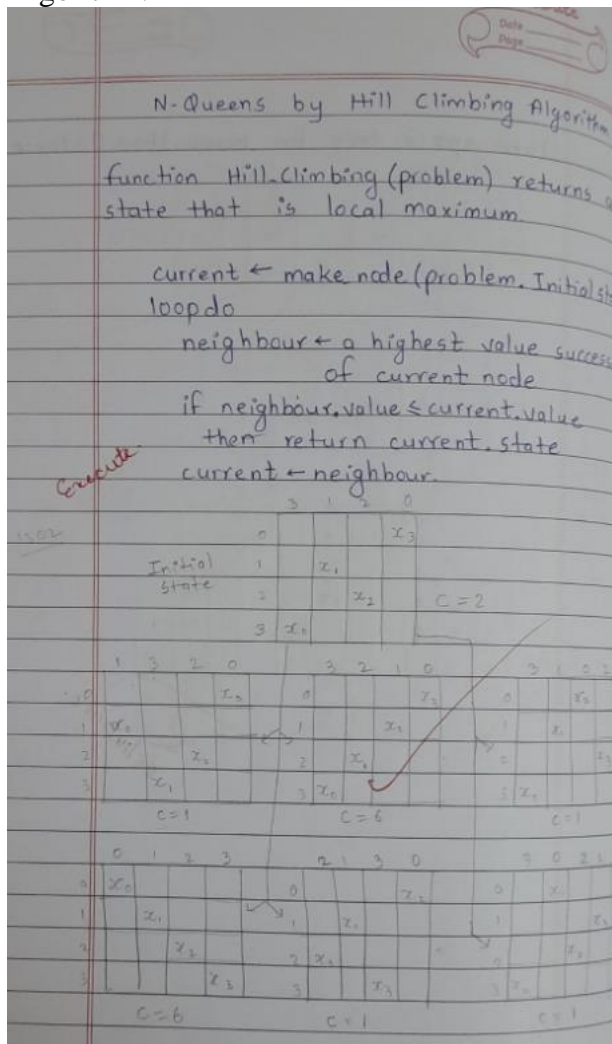 Date
Page
N-Queens by Hill Climbing Algorithm
function Hill-Climbing (problem) returns a
state that is local maximum
current ← make node (problem. Initial sta
loop do
neighbour ← a highest value success
of current node
if neighbour.value ≤ current.value
then return current.state
Execute
current ← neighbour.
3 1 2 0
0 x3
Initial 1 x1
state 2 x2 C = 2
3 x0
1 3 2 0
0 x3
1 x0
2 x2
3 x1
C = 1
3 2 1 0
0 x3
1 x2
2 x1
3 x0
C = 6
3 1 0 2
0 x2
1 x1
2 x3
3 x0
C = 1
0 1 2 3
0 x0
1 x1
2 x2
3 x3
C = 6
2 1 3 0
0
1 x1
2 x0
3 x3
C = 1
3 0 2 1
0 x1
1 x3
2 x2
3 x0
C = 1